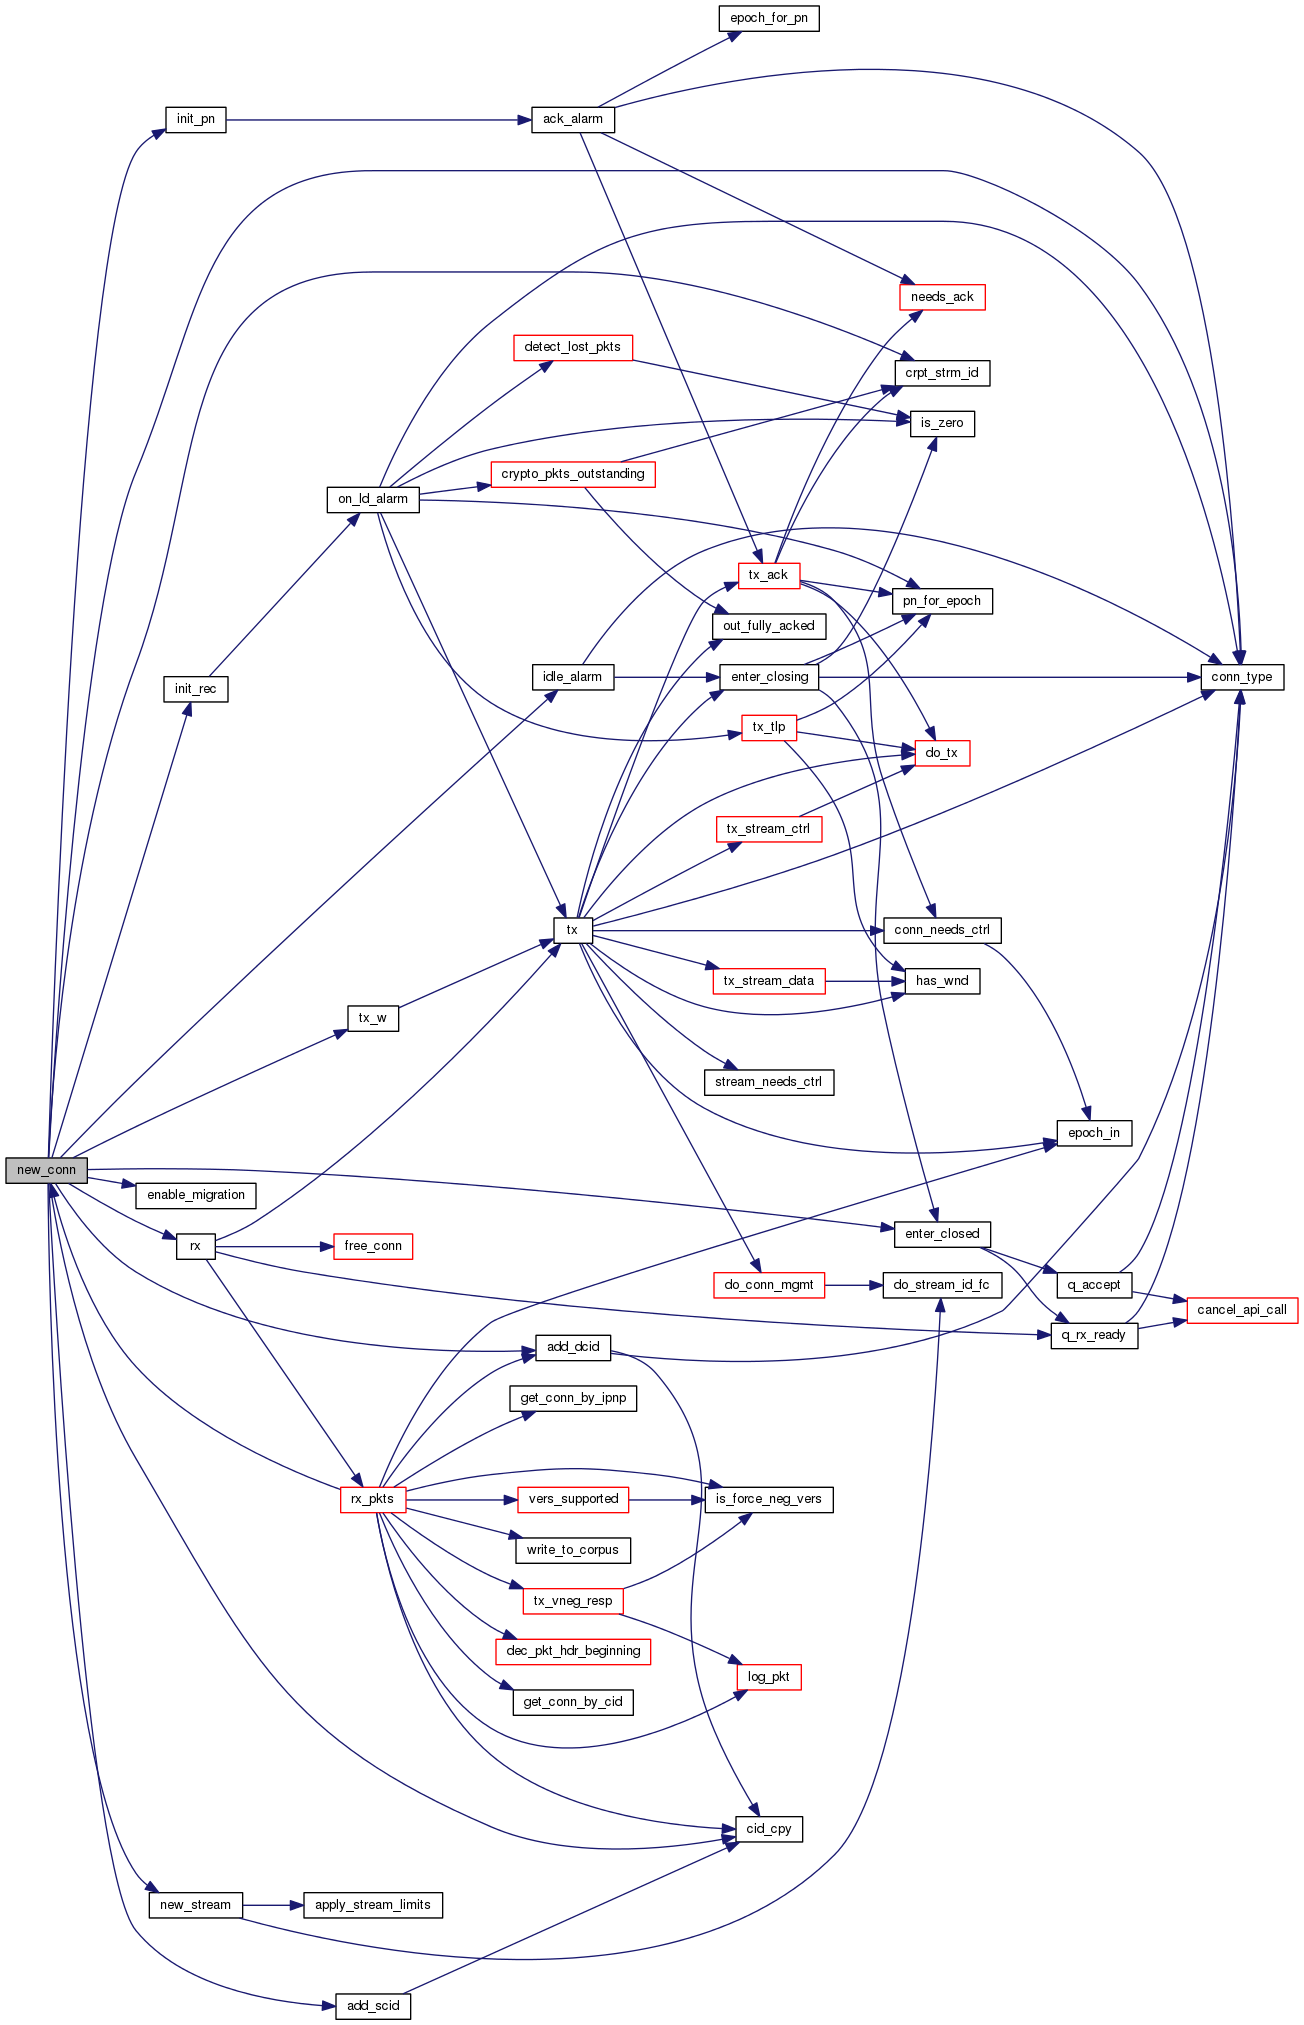 epoch_for_pn
init_pn
ack_alarm
needs_ack
detect_lost_pkts
crpt_strm_id
is_zero
crypto_pkts_outstanding
on_ld_alarm
tx_ack
pn_for_epoch
out_fully_acked
idle_alarm
enter_closing
conn_type
init_rec
tx_tlp
do_tx
tx_stream_ctrl
tx
conn_needs_ctrl
tx_stream_data
has_wnd
tx_w
stream_needs_ctrl
epoch_in
new_conn
enable_migration
enter_closed
rx
free_conn
do_conn_mgmt
do_stream_id_fc
q_accept
cancel_api_call
q_rx_ready
add_dcid
get_conn_by_ipnp
rx_pkts
vers_supported
is_force_neg_vers
write_to_corpus
tx_vneg_resp
dec_pkt_hdr_beginning
log_pkt
get_conn_by_cid
cid_cpy
new_stream
apply_stream_limits
add_scid